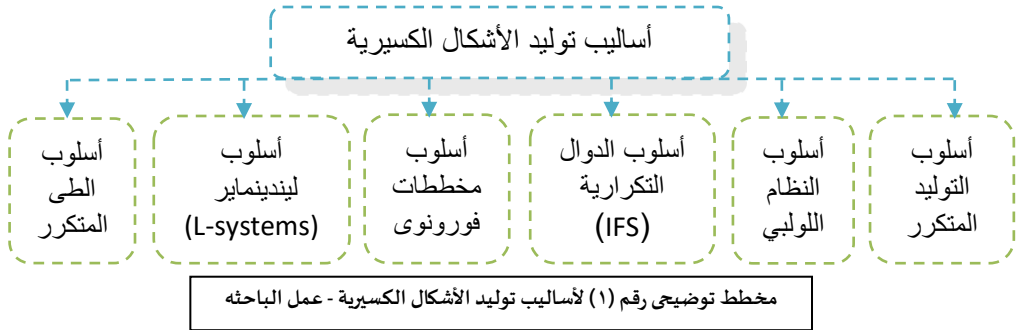 أساليب توليد الأشكال الكسيرية
أسلوب
التوليد
المتكرر
أسلوب
النظام
اللولبي
أسلوب الدوال
التكرارية
(IFS)
أسلوب
مخططات
فورونوى
أسلوب
ليندينماير
(L-systems)
أسلوب
الطى
المتكرر
مخطط توضيحى رقم (١) لأساليب توليد الأشكال الكسيرية - عمل الباحثه